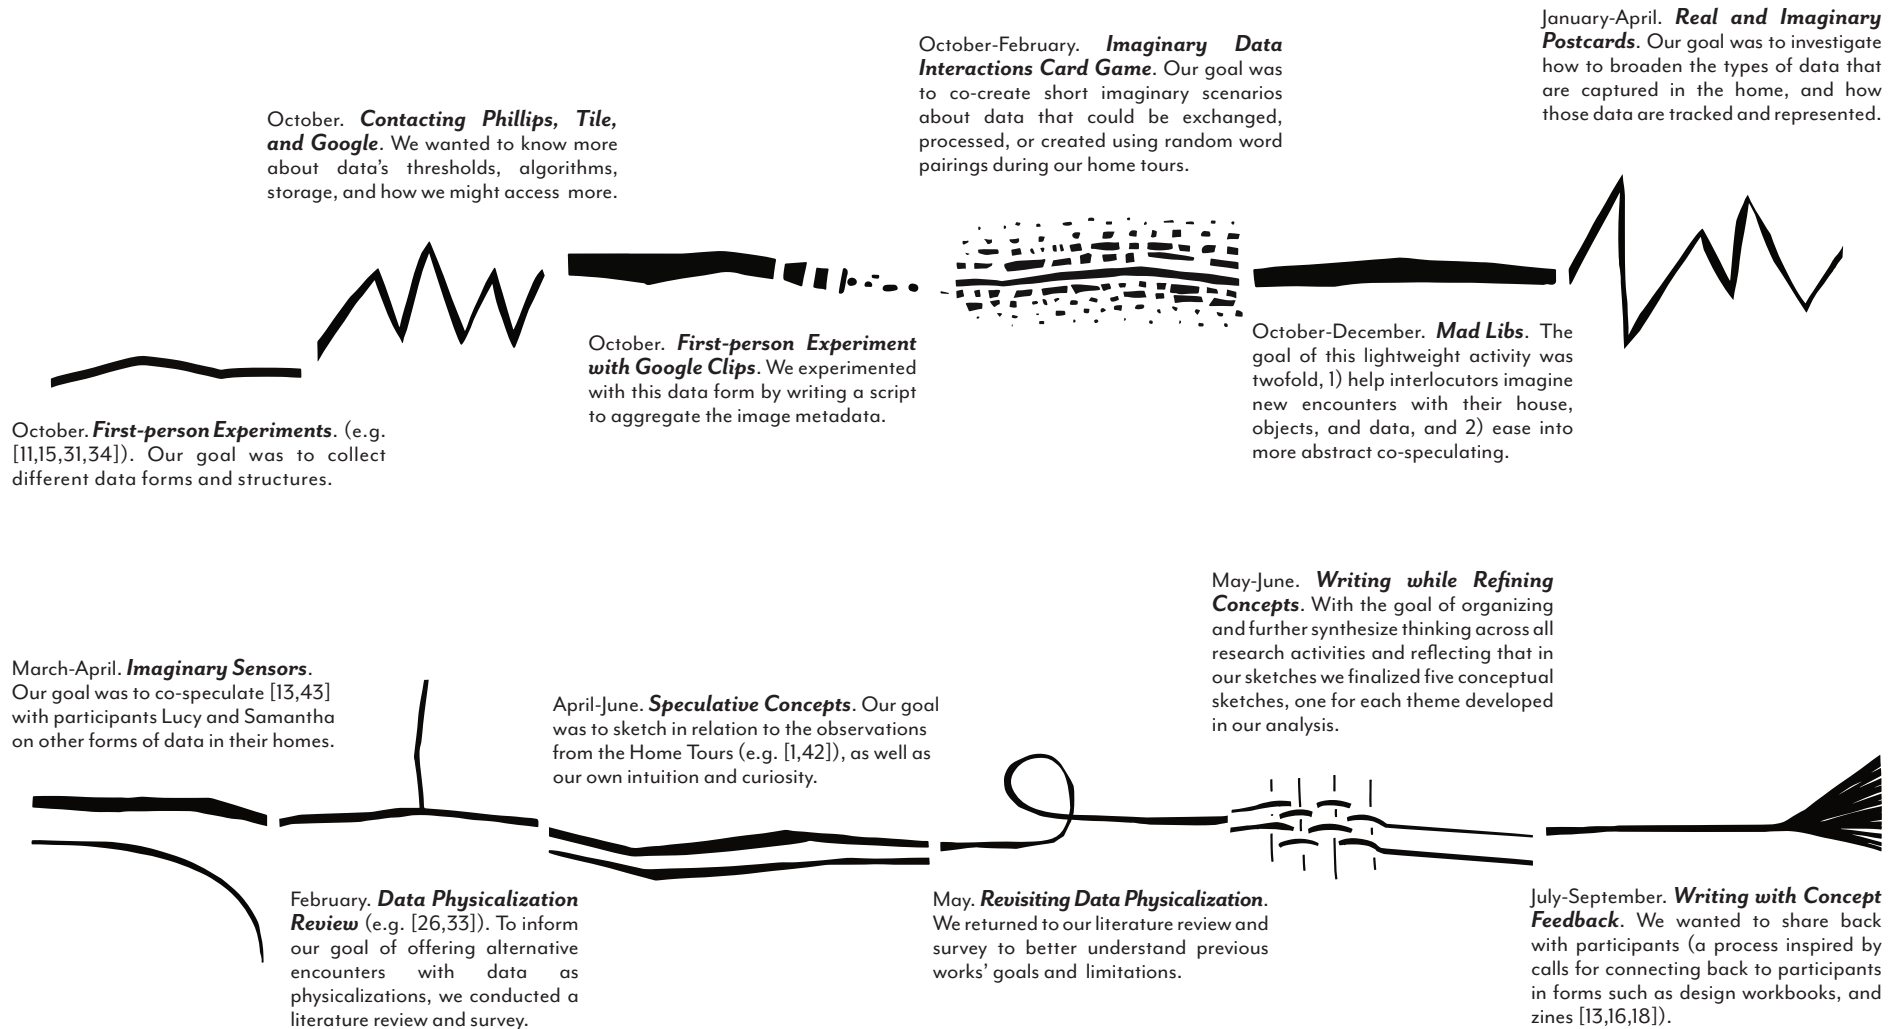 October. First-person Experiments. (e.g.
[11,15,31,34]). Our goal was to collect
different data forms and structures.
October. Contacting Phillips, Tile,
and Google. We wanted to know more
about data's thresholds, algorithms,
storage, and how we might access more.
October. First-person Experiment
with Google Clips. We experimented
with this data form by writing a script
to aggregate the image metadata.
October-February. Imaginary Data
Interactions Card Game. Our goal was
to co-create short imaginary scenarios
about data that could be exchanged,
processed, or created using random word
pairings during our home tours.
October-December. Mad Libs. The
goal of this lightweight activity was
twofold, 1) help interlocutors imagine
new encounters with their house,
objects, and data, and 2) ease into
more abstract co-speculating.
January-April. Real and Imaginary
Postcards. Our goal was to investigate
how to broaden the types of data that
are captured in the home, and how
those data are tracked and represented.
March-April. Imaginary Sensors.
Our goal was to co-speculate [13,43]
with participants Lucy and Samantha
on other forms of data in their homes.
February. Data Physicalization
Review (e.g. [26,33]). To inform
our goal of offering alternative
encounters with data as
physicalizations, we conducted a
literature review and survey.
April-June. Speculative Concepts. Our goal
was to sketch in relation to the observations
from the Home Tours (e.g. [1,42]), as well as
our own intuition and curiosity.
May. Revisiting Data Physicalization.
We returned to our literature review and
survey to better understand previous
works' goals and limitations.
May-June. Writing while Refining
Concepts. With the goal of organizing
and further synthesize thinking across all
research activities and reflecting that in
our sketches we finalized five conceptual
sketches, one for each theme developed
in our analysis.
July-September. Writing with Concept
Feedback. We wanted to share back
with participants (a process inspired by
calls for connecting back to participants
in forms such as design workbooks, and
zines [13,16,18]).